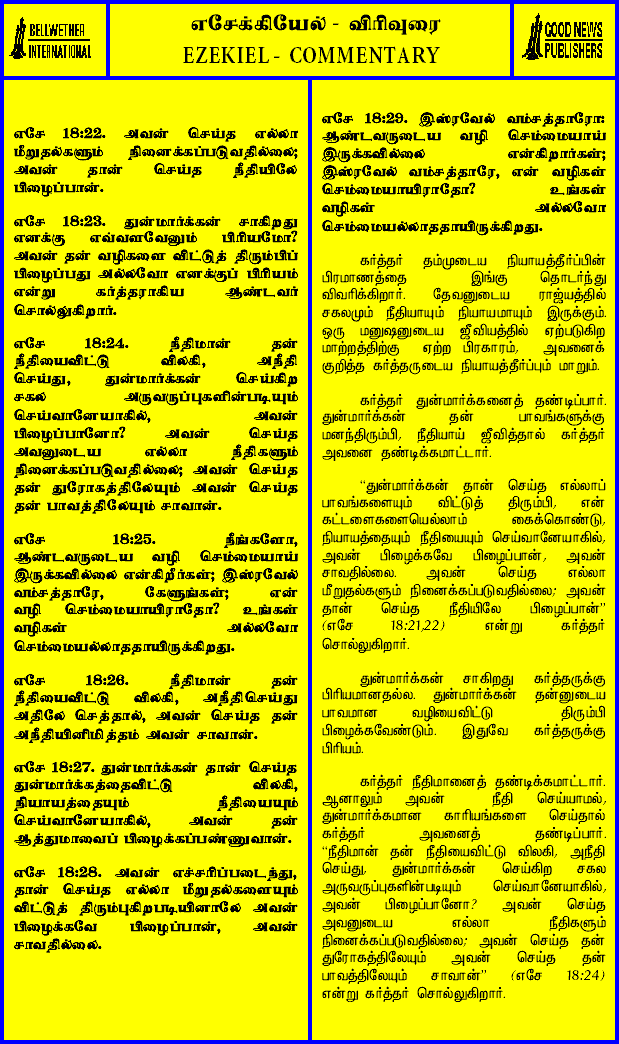 BELLWETHER
INTERNATIONAL
எசேக்கியேல் - விரிவுரை
EZEKIEL - COMMENTARY
GOOD NEWS
PUBLISHERS
எசே 18:22. அவன் செய்த எல்லா
மீறுதல்களும் நினைக்கப்படுவதில்லை;
அவன் தான் செய்த நீதியிலே
பிழைப்பான்.
எசே 18:23. துன்மார்க்கன் சாகிறது
எனக்கு எவ்வளவேனும் பிரியமோ?
அவன் தன் வழிகளை விட்டுத் திரும்பிப்
பிழைப்பது அல்லவோ எனக்குப் பிரியம்
என்று கர்த்தராகிய ஆண்டவர்
சொல்லுகிறார்.
எசே 18:24. நீதிமான் தன்
நீதியைவிட்டு விலகி, அநீதி
செய்து, துன்மார்க்கன் செய்கிற
சகல அருவருப்புகளின்படியும்
செய்வானேயாகில், அவன்
பிழைப்பானோ? அவன் செய்த
அவனுடைய எல்லா நீதிகளும்
நினைக்கப்படுவதில்லை; அவன் செய்த
தன் துரோகத்திலேயும் அவன் செய்த
தன் பாவத்திலேயும் சாவான்.
எசே 18:25. நீங்களோ,
ஆண்டவருடைய வழி செம்மையாய்
இருக்கவில்லை என்கிறீர்கள்; இஸ்ரவேல்
வம்சத்தாரே, கேளுங்கள்; என்
வழி செம்மையாயிராதோ? உங்கள்
வழிகள் அல்லவோ
செம்மையல்லாததாயிருக்கிறது.
எசே 18:26. நீதிமான் தன்
நீதியைவிட்டு விலகி, அநீதிசெய்து
அதிலே செத்தால், அவன் செய்த தன்
அநீதியினிமித்தம் அவன் சாவான்.
எசே 18:27. துன்மார்க்கன் தான் செய்த
துன்மார்க்கத்தைவிட்டு விலகி,
நியாயத்தையும் நீதியையும்
செய்வானேயாகில், அவன் தன்
ஆத்துமாவைப் பிழைக்கப்பண்ணுவான்.
எசே 18:28. அவன் எச்சரிப்படைந்து,
தான் செய்த எல்லா மீறுதல்களையும்
விட்டுத் திரும்புகிறபடியினாலே அவன்
பிழைக்கவே பிழைப்பான், அவன்
சாவதில்லை.
எசே 18:29. இஸ்ரவேல் வம்சத்தாரோ:
ஆண்டவருடைய வழி செம்மையாய்
இருக்கவில்லை என்கிறார்கள்;
இஸ்ரவேல் வம்சத்தாரே, என் வழிகள்
செம்மையாயிராதோ? உங்கள்
வழிகள் அல்லவோ
செம்மையல்லாததாயிருக்கிறது.
கர்த்தர் தம்முடைய நியாயத்தீர்ப்பின்
பிரமாணத்தை இங்கு தொடர்ந்து
விவரிக்கிறார். தேவனுடைய ராஜ்யத்தில்
சகலமும் நீதியாயும் நியாயமாயும் இருக்கும்.
ஒரு மனுஷனுடைய ஜீவியத்தில் ஏற்படுகிற
மாற்றத்திற்கு ஏற்ற பிரகாரம், அவனைக்
குறித்த கர்த்தருடைய நியாயத்தீர்ப்பும் மாறும்.
கர்த்தர் துன்மார்க்கனைத் தண்டிப்பார்.
துன்மார்க்கன் தன் பாவங்களுக்கு
மனந்திரும்பி, நீதியாய் ஜீவித்தால் கர்த்தர்
அவனை தண்டிக்கமாட்டார்.
“துன்மார்க்கன் தான் செய்த எல்லாப்
பாவங்களையும் விட்டுத் திரும்பி, என்
கட்டளைகளையெல்லாம் கைக்கொண்டு,
நியாயத்தையும் நீதியையும் செய்வானேயாகில்,
அவன் பிழைக்கவே பிழைப்பான், அவன்
சாவதில்லை. அவன் செய்த எல்லா
மீறுதல்களும் நினைக்கப்படுவதில்லை; அவன்
தான் செய்த நீதியிலே பிழைப்பான்”
(எசே 18:21,22) என்று கர்த்தர்
சொல்லுகிறார்.
துன்மார்க்கன் சாகிறது கர்த்தருக்கு
பிரியமானதல்ல. துன்மார்க்கன் தன்னுடைய
பாவமான வழியைவிட்டு திரும்பி
பிழைக்கவேண்டும். இதுவே கர்த்தருக்கு
பிரியம்.
கர்த்தர் நீதிமானைத் தண்டிக்கமாட்டார்.
ஆனாலும் அவன் நீதி செய்யாமல்,
துன்மார்க்கமான காரியங்களை செய்தால்
கர்த்தர் அவனைத் தண்டிப்பார்.
“நீதிமான் தன் நீதியைவிட்டு விலகி, அநீதி
செய்து, துன்மார்க்கன் செய்கிற சகல
அருவருப்புகளின்படியும் செய்வானேயாகில்,
அவன் பிழைப்பானோ? அவன் செய்த
அவனுடைய எல்லா நீதிகளும்
நினைக்கப்படுவதில்லை; அவன் செய்த தன்
துரோகத்திலேயும் அவன் செய்த தன்
பாவத்திலேயும் சாவான்” (எசே 18:24)
என்று கர்த்தர் சொல்லுகிறார்.